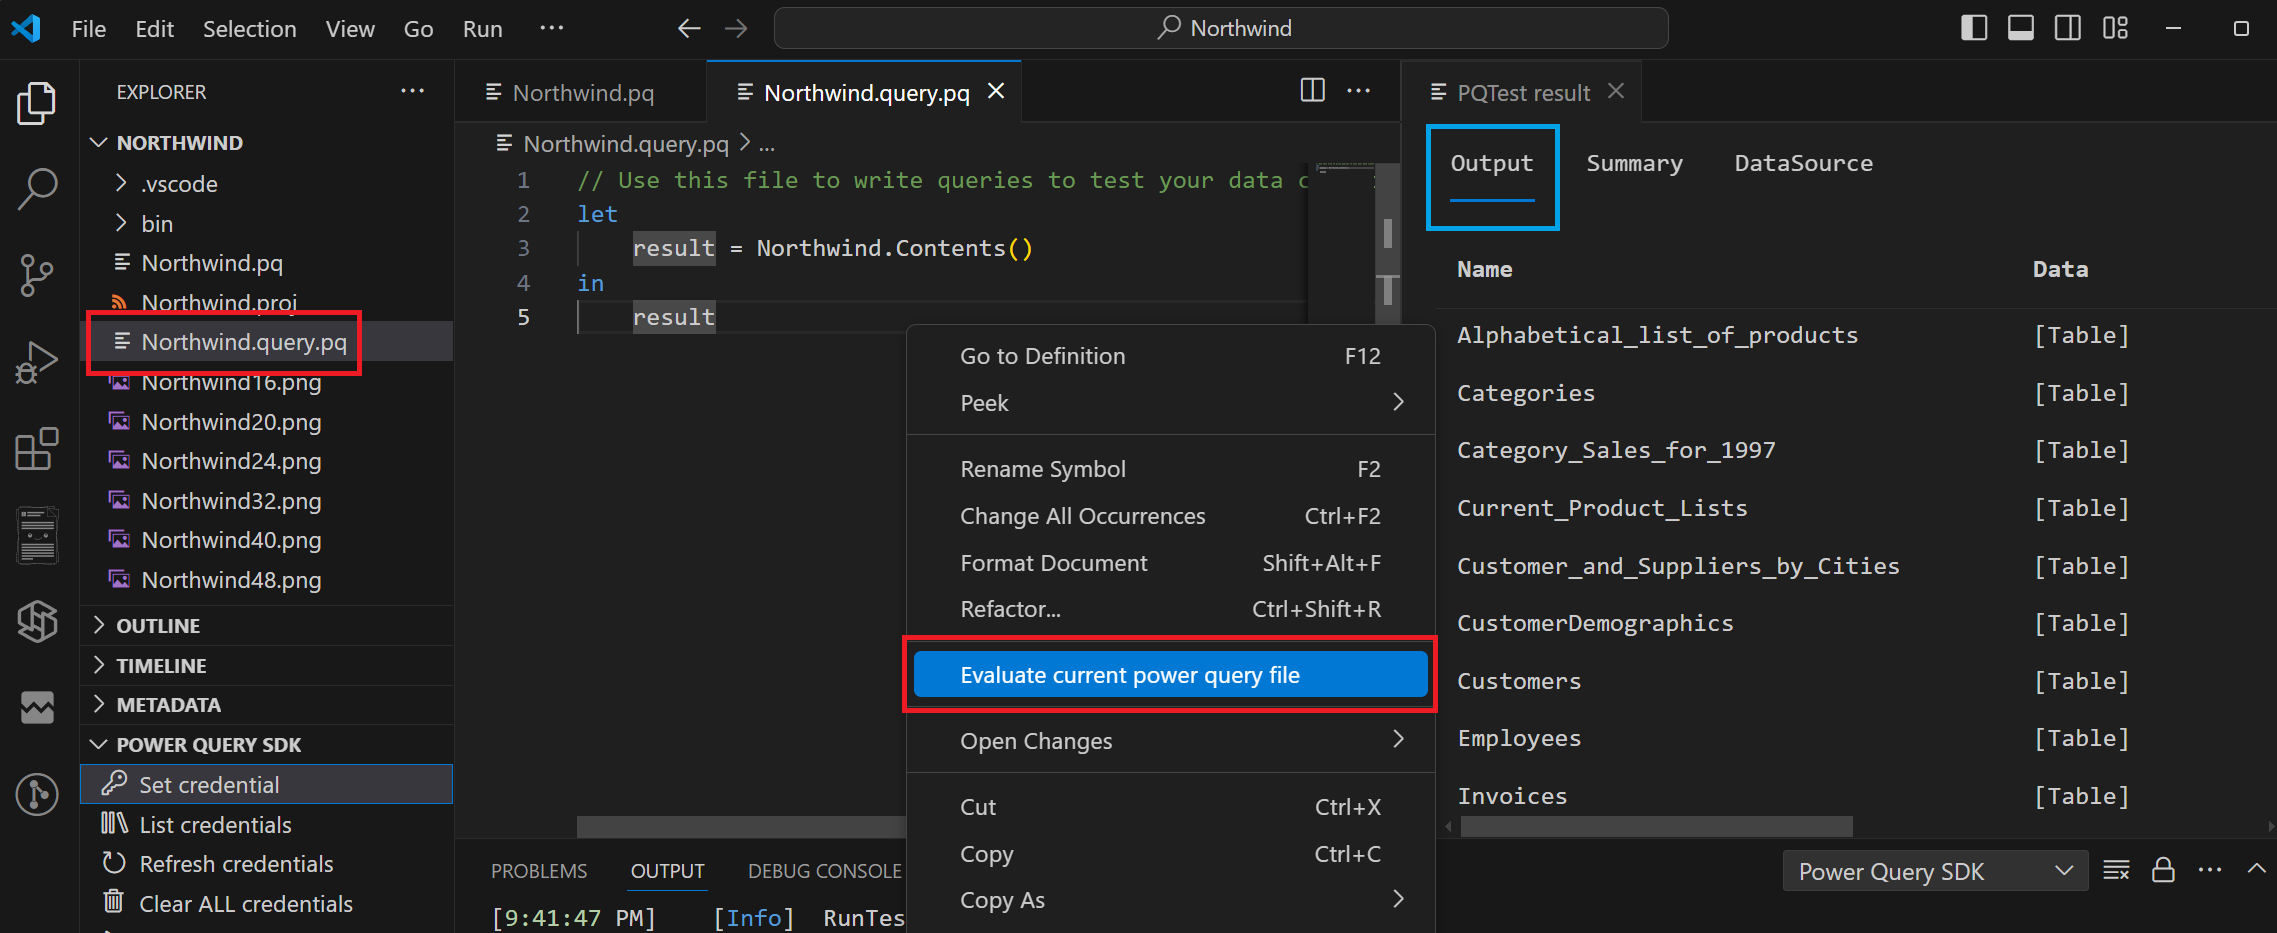 File Edit Selection View Go Run ···
Northwind
EXPLORER ···
NORTHWIND
.vscode
bin
Northwind.pq
Northwind.proj
Northwind.query.pq
Northwind16.png
Northwind20.png
Northwind24.png
Northwind32.png
Northwind40.png
Northwind48.png
OUTLINE
TIMELINE
METADATA
POWER QUERY SDK
Set credential
List credentials
Refresh credentials
Clear ALL credentials
Northwind.pq
Northwind.query.pq
Northwind.query.pq > ...
1 // Use this file to write queries to test your data c
2 let
3 result = Northwind.Contents()
4 in
5 result
Go to Definition F12
Peek
Rename Symbol F2
Change All Occurrences Ctrl+F2
Format Document Shift+Alt+F
Refactor... Ctrl+Shift+R
Evaluate current power query file
Open Changes
Cut Ctrl+X
Copy Ctrl+C
Copy As
PQTest result
Output Summary DataSource
Name Data
Alphabetical_list_of_products [Table]
Categories [Table]
Category_Sales_for_1997 [Table]
Current_Product_Lists [Table]
Customer_and_Suppliers_by_Cities [Table]
CustomerDemographics [Table]
Customers [Table]
Employees [Table]
Invoices [Table]
PROBLEMS OUTPUT DEBUG CONSOLE
Power Query SDK
[9:41:47 PM] [Info] RunTes